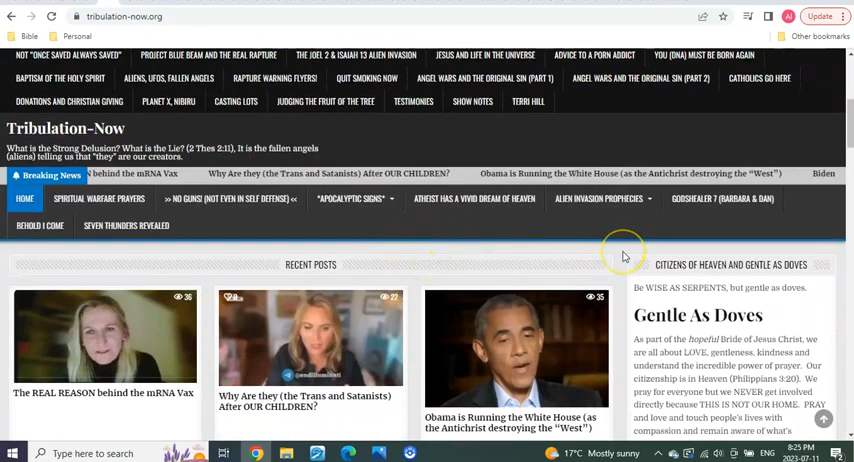 tribulation-now.org
AI
Update
Bible
Personal
Other bookmarks
NOT "ONCE SAVED ALWAYS SAVED"
PROJECT BLUE BEAM AND THE REAL RAPTURE
THE JOEL 2 & ISAIAH 13 ALIEN INVASION
JESUS AND LIFE IN THE UNIVERSE
ADVICE TO A PORN ADDICT
YOU (DNA) MUST BE BORN AGAIN
BAPTISM OF THE HOLY SPIRIT
ALIENS, UFOS, FALLEN ANGELS
RAPTURE WARNING FLYERS!
QUIT SMOKING NOW
ANGEL WARS AND THE ORIGINAL SIN (PART 1)
ANGEL WARS AND THE ORIGINAL SIN (PART 2)
CATHOLICS GO HERE
DONATIONS AND CHRISTIAN GIVING
PLANET X, NIBIRU
CASTING LOTS
JUDGING THE FRUIT OF THE TREE
TESTIMONIES
SHOW NOTES
TERRI HILL
Tribulation-Now
What is the Strong Delusion? What is the Lie? (2 Thes 2:11), It is the fallen angels
(aliens) telling us that "they" are our creators.
Breaking News
N behind the mRNA Vax
Why Are they (the Trans and Satanists) After OUR CHILDREN?
Obama is Running the White House (as the Antichrist destroying the "West")
Biden
HOME
SPIRITUAL WARFARE PRAYERS
>> NO GUNS! (NOT EVEN IN SELF DEFENSE) <<
*APOCALYPTIC SIGNS*
ATHEIST HAS A VIVID DREAM OF HEAVEN
ALIEN INVASION PROPHECIES
GODSHEALER 7 (BARBARA & DAN)
BEHOLD I COME
SEVEN THUNDERS REVEALED
RECENT POSTS
CITIZENS OF HEAVEN AND GENTLE AS DOVES
36
22
35
@andilluminati
The REAL REASON behind the mRNA Vax
Why Are they (the Trans and Satanists)
After OUR CHILDREN?
Obama is Running the White House (as
the Antichrist destroying the "West")
Be WISE AS SERPENTS, but gentle as doves.
Gentle As Doves
As part of the hopeful Bride of Jesus Christ, we
are all about LOVE, gentleness, kindness and
understand the incredible power of prayer. Our
citizenship is in Heaven (Philippians 3:20). We
pray for everyone but we NEVER get involved
directly because THIS IS NOT OUR HOME. PRAY
and love and touch people's lives with
compassion and remain aware of what's
Type here to search
17°C Mostly sunny
ENG
8:25 PM
2023-07-11
2